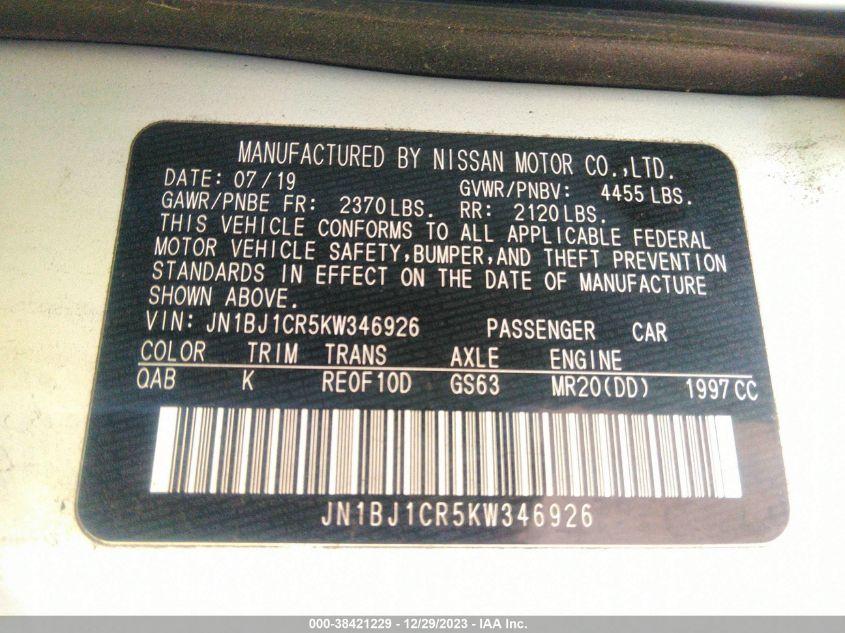 MANUFACTURED BY NISSAN MOTOR CO.,LTD.
DATE: 07/19 GVWR/PNBV: 4455 LBS.
GAWR/PNBE FR: 2370 LBS. RR: 2120 LBS.
THIS VEHICLE CONFORMS TO ALL APPLICABLE FEDERAL
MOTOR VEHICLE SAFETY,BUMPER,AND THEFT PREVENTION
STANDARDS IN EFFECT ON THE DATE OF MANUFACTURE
SHOWN ABOVE.
VIN: JN1BJ1CR5KW346926 PASSENGER CAR
COLOR TRIM TRANS AXLE ENGINE
QAB K RE0F10D GS63 MR20(DD) 1997 CC
JN1BJ1CR5KW346926
000-38421229 - 12/29/2023 - IAA Inc.